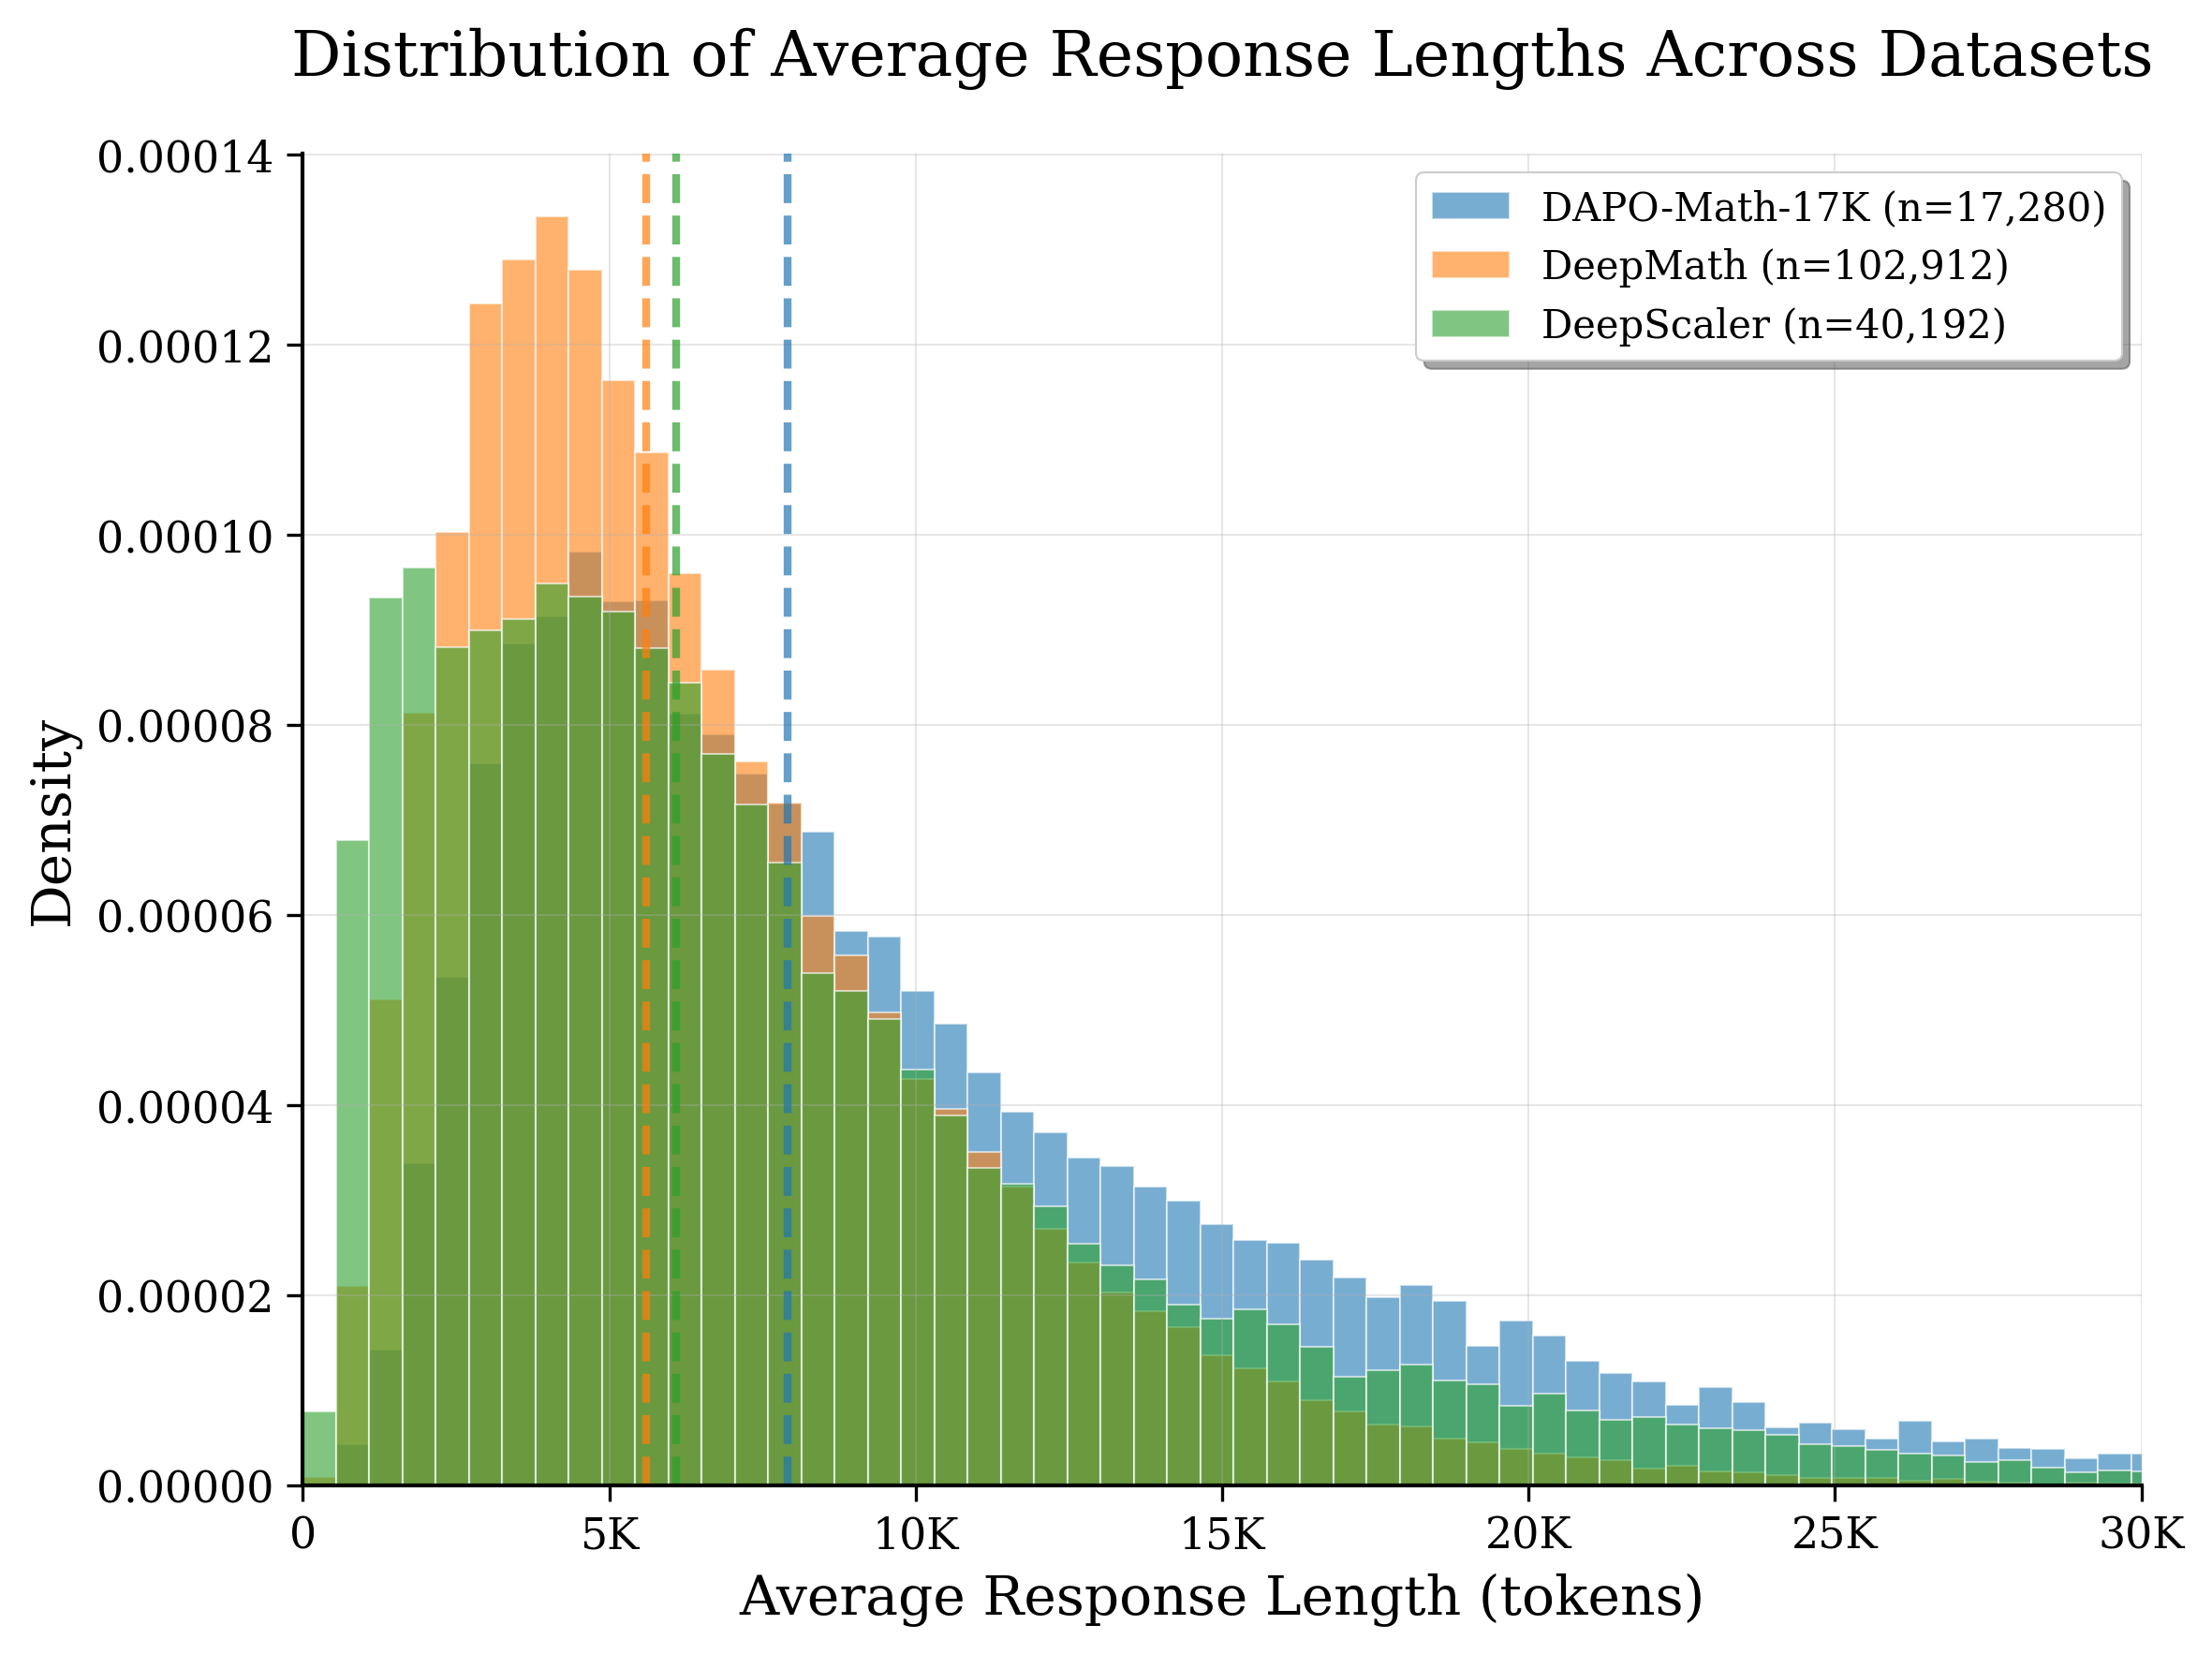 Distribution of Average Response Lengths Across Datasets
0.00014
0.00012
0.00010
0.00008
0.00006
0.00004
0.00002
0.00000
Density
DAPO-Math-17K (n=17,280)
DeepMath (n=102,912)
DeepScaler (n=40,192)
0 5K 10K 15K 20K 25K 30K
Average Response Length (tokens)